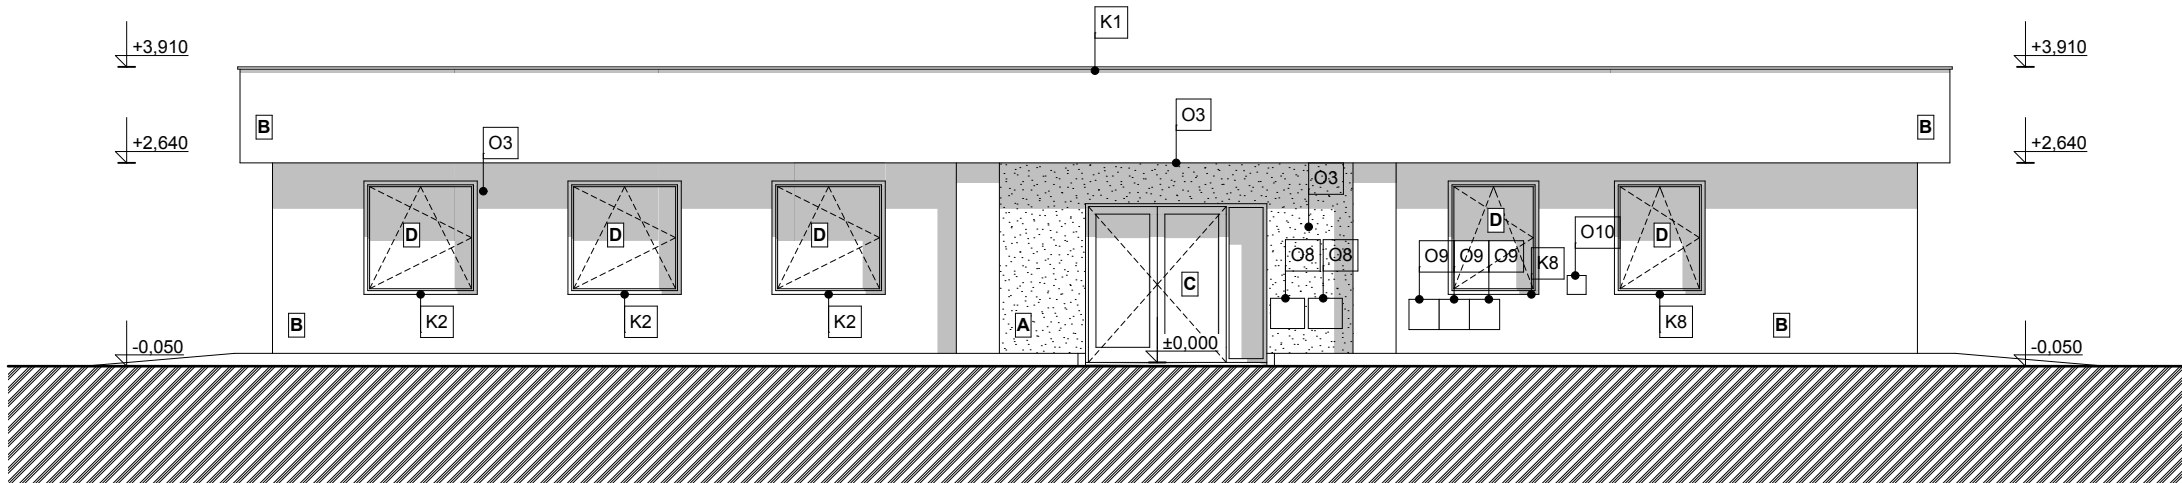 K1
+3,910
+3,910
O3
B
B
+2,640
O3
+2,640
O3
D
D
D
D
D
O10
O8
O8
O9
O9
O9
K8
C
K2
K2
K2
K8
B
A
B
±0,000
-0,050
-0,050